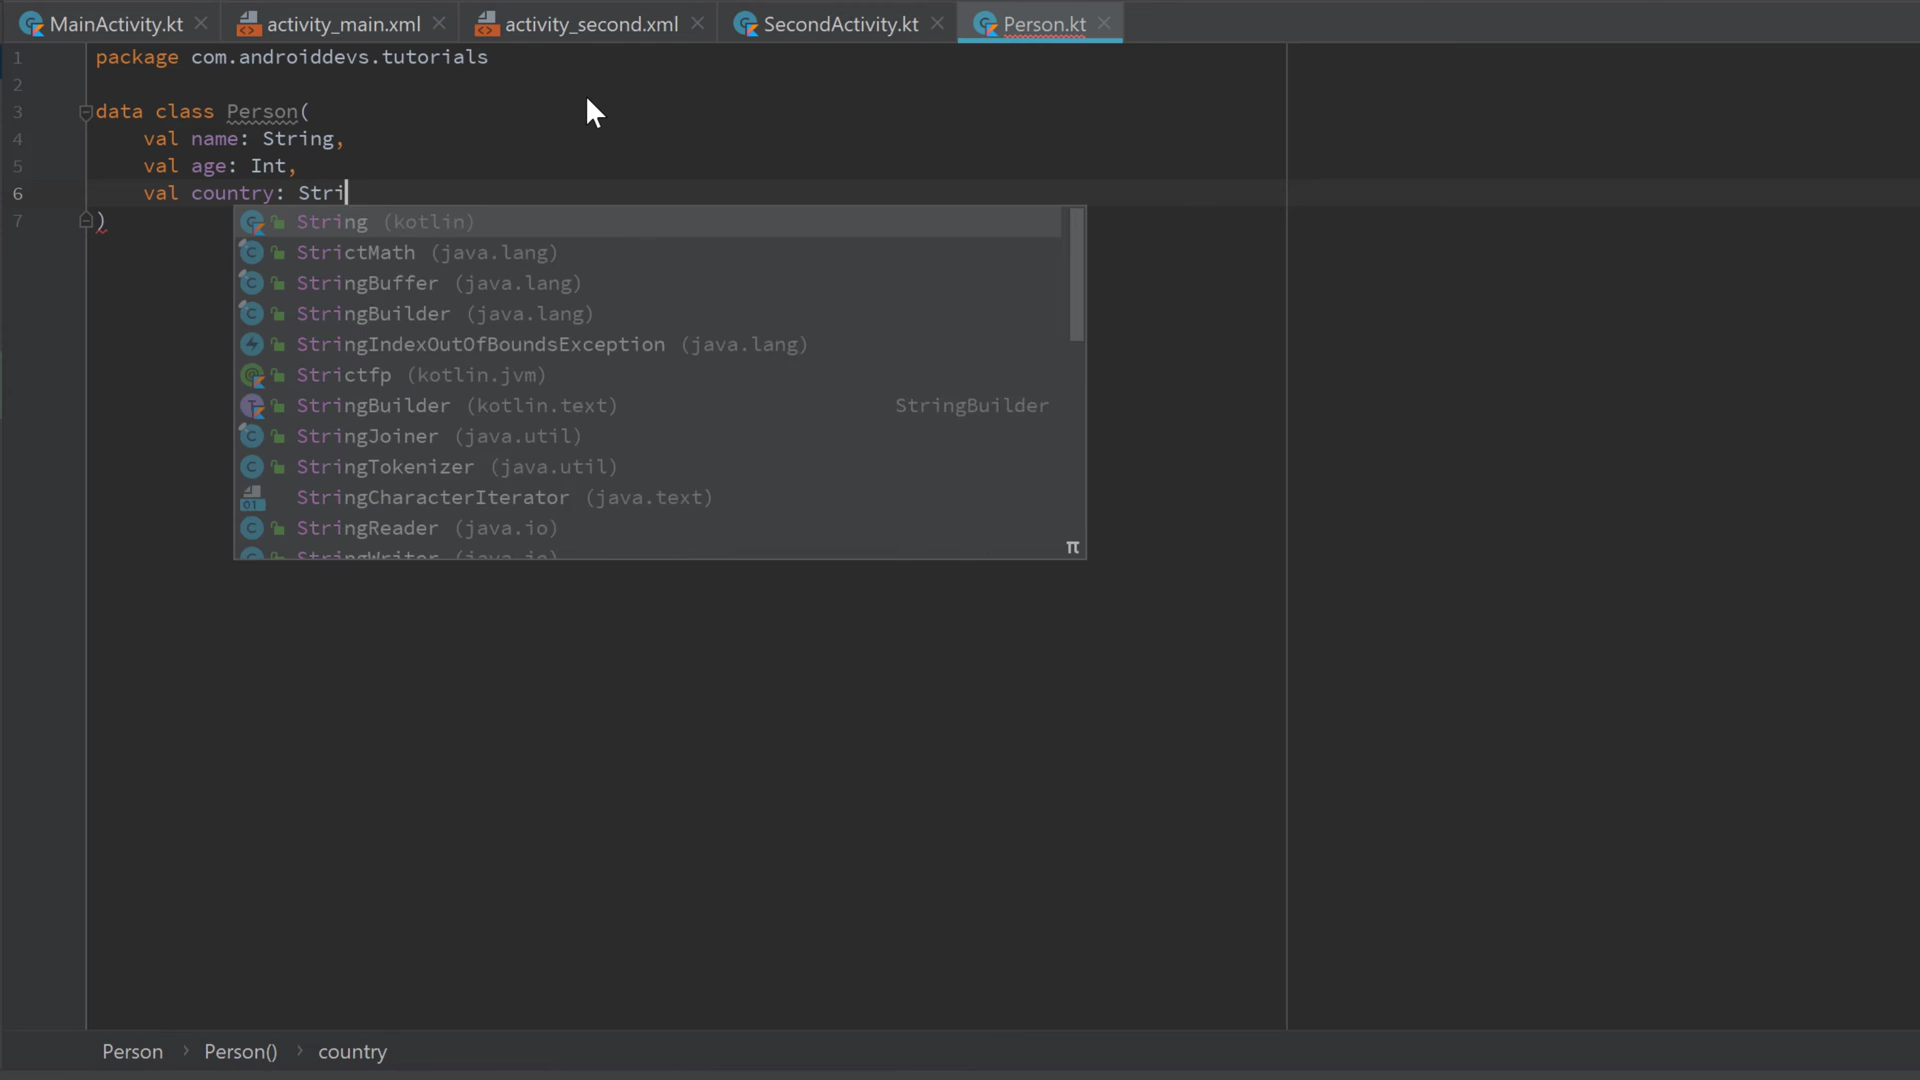 MainActivity.kt activity_main.xml activity_second.xml SecondActivity.kt Person.kt
1 package com.androiddevs.tutorials
2
3 data class Person(
4 val name: String,
5 val age: Int,
6 val country: Stri
7 )
String (kotlin)
StrictMath (java.lang)
StringBuffer (java.lang)
StringBuilder (java.lang)
StringIndexOutOfBoundsException (java.lang)
Strictfp (kotlin.jvm)
StringBuilder (kotlin.text) StringBuilder
StringJoiner (java.util)
StringTokenizer (java.util)
StringCharacterIterator (java.text)
StringReader (java.io)
StringWriter (java.io)
π
Person › Person() › country